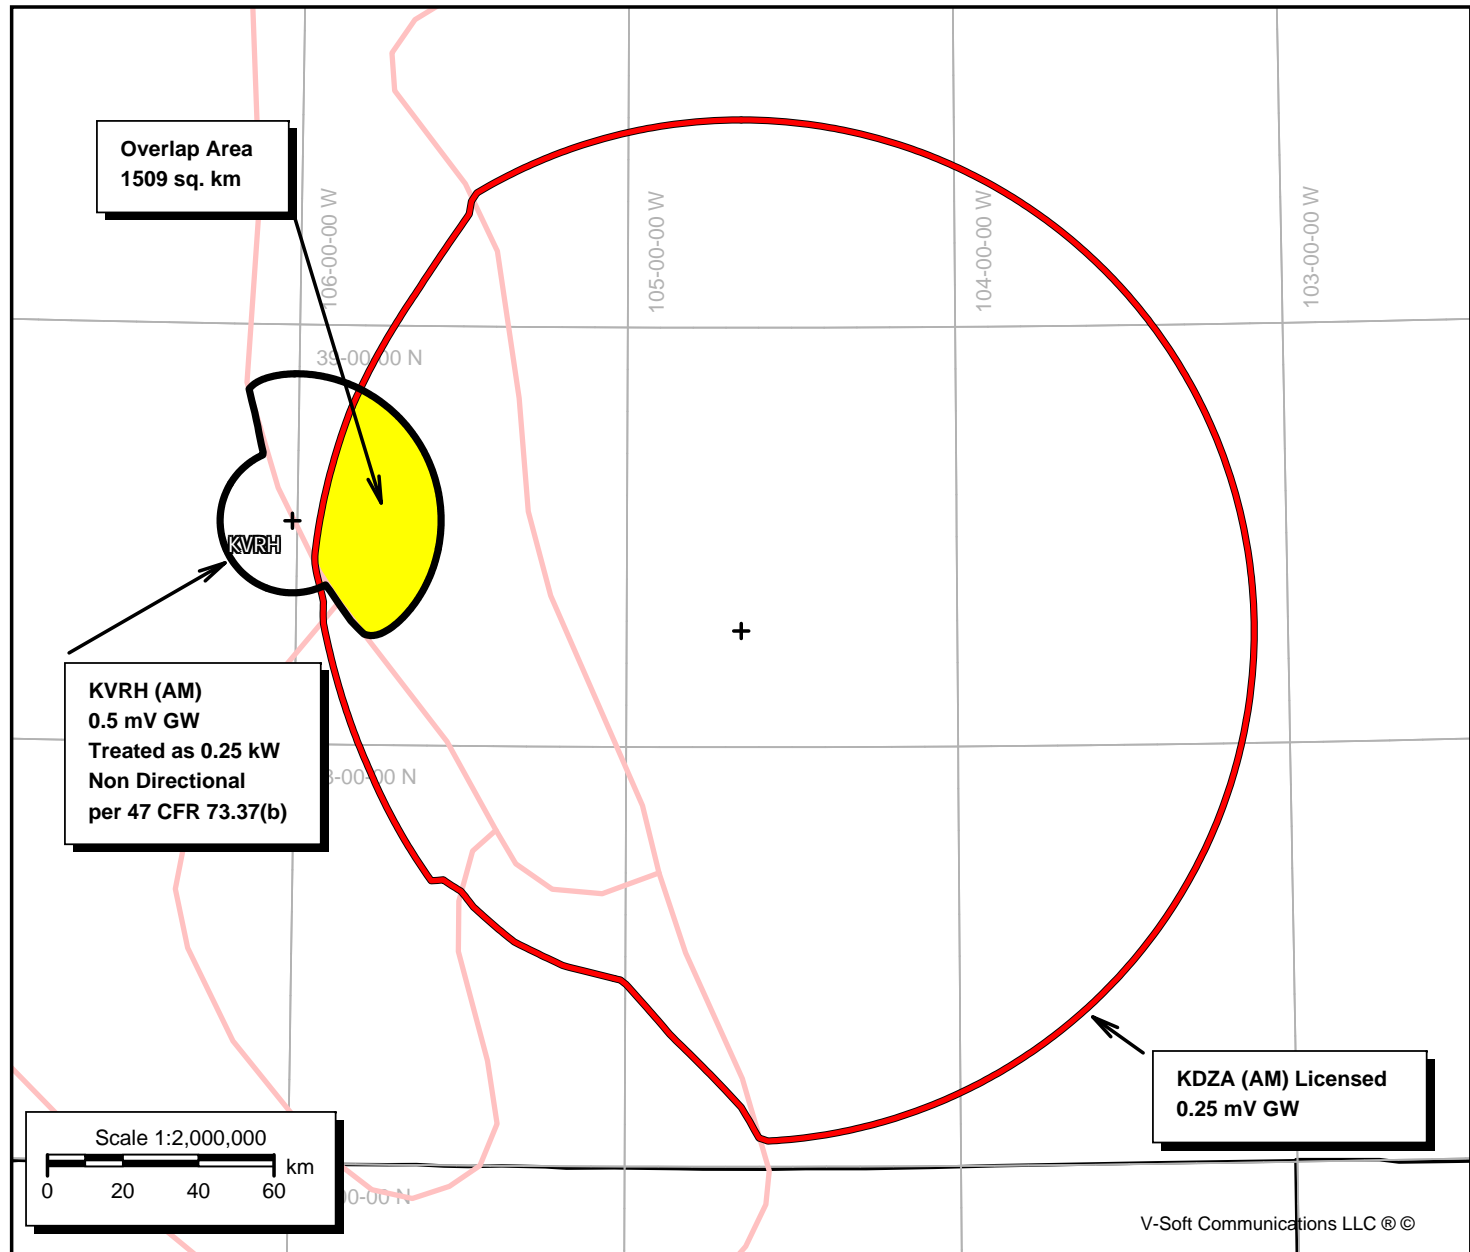 Overlap Area
1509 sq. km
106-00-00 W
105-00-00 W
104-00-00 W
103-00-00 W
39-00-00 N
KVRH
KVRH (AM)
0.5 mV GW
Treated as 0.25 kW
Non Directional
per 47 CFR 73.37(b)
-00-00 N
KDZA (AM) Licensed
0.25 mV GW
Scale 1:2,000,000
km
0 20 40 60
00-00 N
V-Soft Communications LLC ® ©